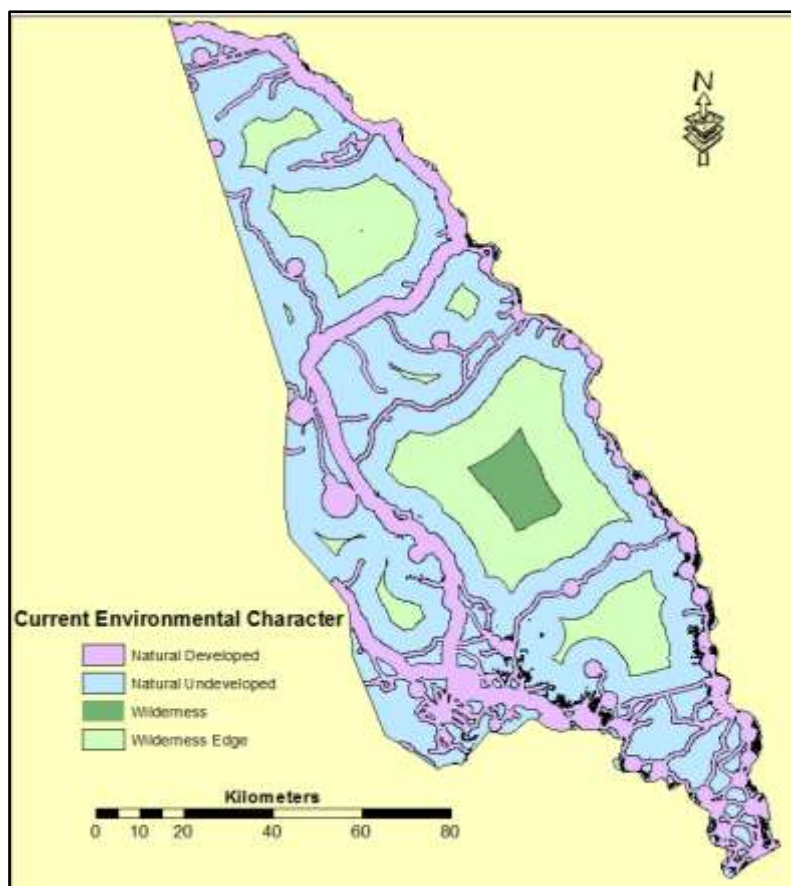 N
Current Environmental Character
Natural Developed
Natural Undeveloped
Wilderness
Wilderness Edge
Kilometers
0 10 20 40 60 80